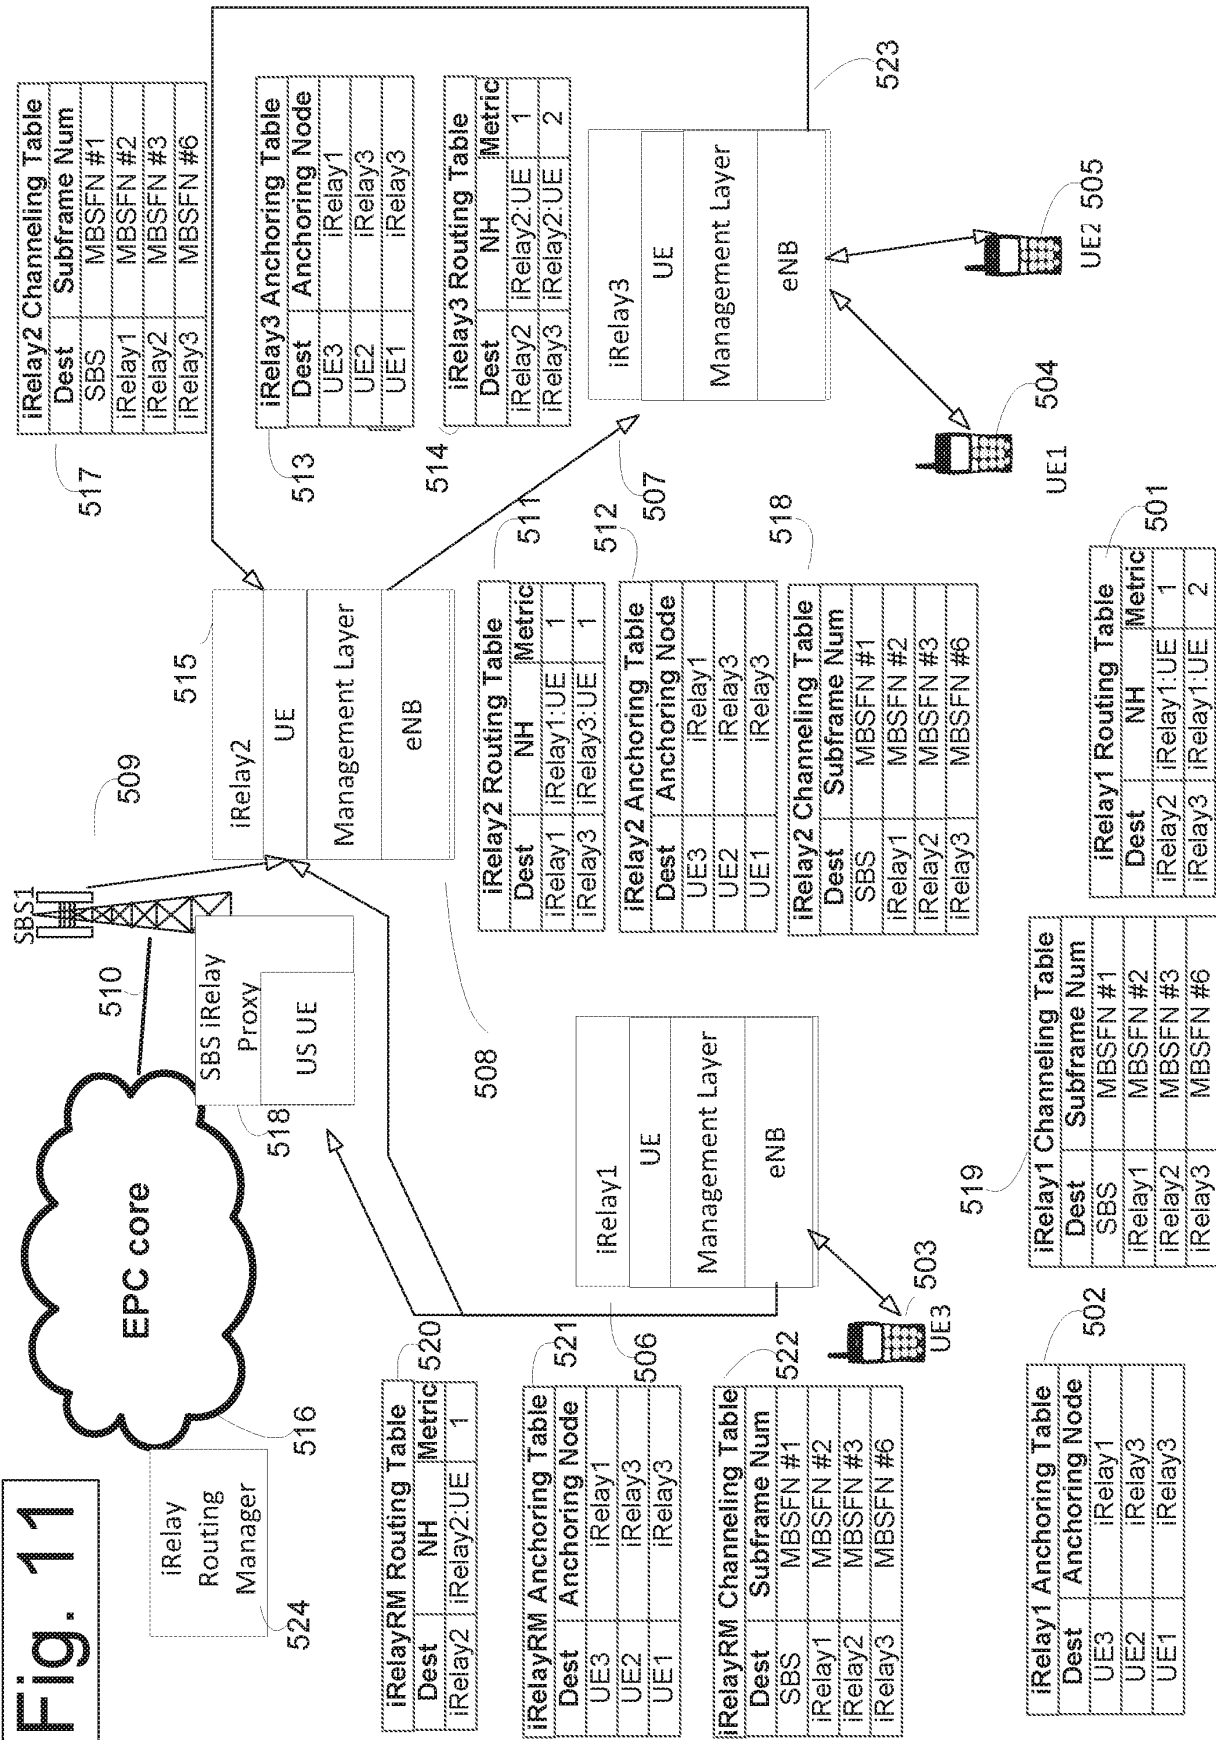 Fig. 11
iRelay
Routing
Manager
524
516
EPC core
510
SBS1
509
SBS iRelay
Proxy
US UE
518
iRelay2
UE
Management Layer
eNB
515
508
iRelay2 Channeling Table
Dest Subframe Num
SBS MBSFN #1
iRelay1 MBSFN #2
iRelay2 MBSFN #3
iRelay3 MBSFN #6
517
iRelay3 Anchoring Table
Dest Anchoring Node
UE3 iRelay1
UE2 iRelay3
UE1 iRelay3
513
iRelay3 Routing Table
Dest NH Metric
iRelay2 iRelay2:UE 1
iRelay3 iRelay2:UE 2
514
iRelayRM Routing Table
Dest NH Metric
iRelay2 iRelay2:UE 1
520
iRelayRM Anchoring Table
Dest Anchoring Node
UE3 iRelay1
UE2 iRelay3
UE1 iRelay3
521
506
iRelayRM Channeling Table
Dest Subframe Num
SBS MBSFN #1
iRelay1 MBSFN #2
iRelay2 MBSFN #3
iRelay3 MBSFN #6
522
iRelay1
UE
Management Layer
eNB
503
UE3
iRelay2 Routing Table
Dest NH Metric
iRelay1 iRelay1:UE 1
iRelay3 iRelay3:UE 1
511
iRelay2 Anchoring Table
Dest Anchoring Node
UE3 iRelay1
UE2 iRelay3
UE1 iRelay3
512
507
iRelay2 Channeling Table
Dest Subframe Num
SBS MBSFN #1
iRelay1 MBSFN #2
iRelay2 MBSFN #3
iRelay3 MBSFN #6
518
iRelay3
UE
Management Layer
eNB
523
504
UE1
UE2 505
iRelay1 Anchoring Table
Dest Anchoring Node
UE3 iRelay1
UE2 iRelay3
UE1 iRelay3
502
iRelay1 Channeling Table
Dest Subframe Num
SBS MBSFN #1
iRelay1 MBSFN #2
iRelay2 MBSFN #3
iRelay3 MBSFN #6
519
iRelay1 Routing Table
Dest NH Metric
iRelay2 iRelay1:UE 1
iRelay3 iRelay1:UE 2
501